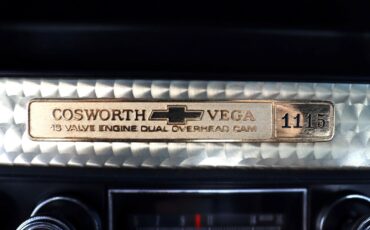 COSWORTH VEGA 1115
16 VALVE ENGINE DUAL OVERHEAD CAM